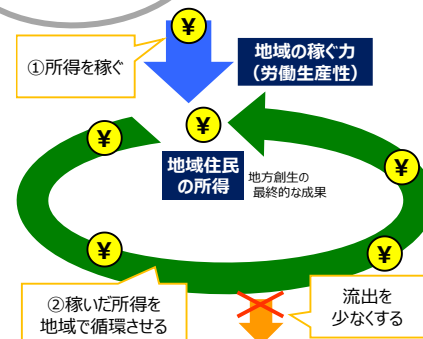 ¥
①所得を稼ぐ
地域の稼ぐ力
（労働生産性）
¥
¥
地域住民
の所得
地方創生の
最終的な成果
¥
¥
¥
②稼いだ所得を
地域で循環させる
流出を
少なくする